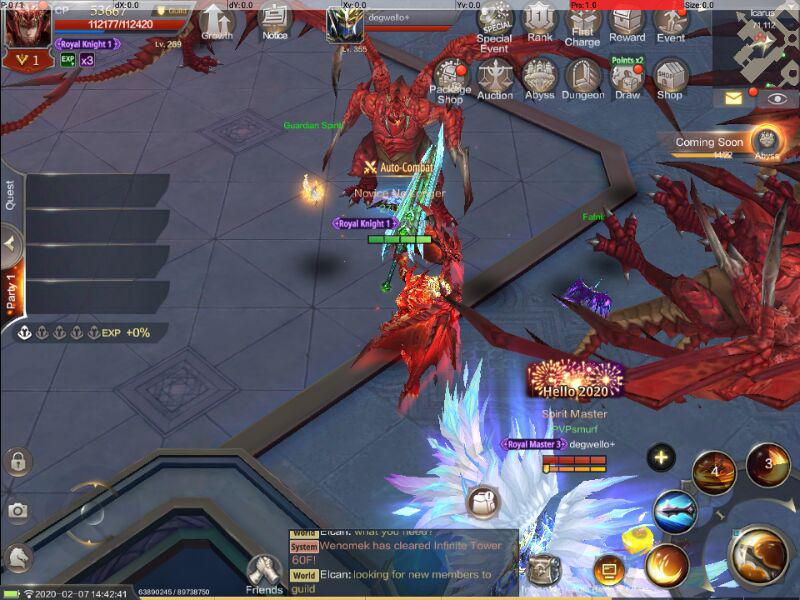 P: 0 / 1 dX: 0.0 dY: 0.0 Xv: 0.0 Yv: 0.0 Prs: 1.0 Size: 0.0
CP 53667
Guild
112177/112420
Royal Knight 1
Lv. 269
V 1
EXP x3
Growth
Notice
degwello+
Lv. 355
Special Event
Rank
First Charge
Reward
Event
Icarus
Package Shop
Auction
Abyss
Dungeon
Points x2
Draw
Shop
Coming Soon
Abyss
Guardian Spirit
Auto-Combat
Royal Knight 1
Quest
Party 1
EXP +0%
Hello 2020
Spirit Master
PVPsmurf
Royal Master 3 degwello+
4
3
World Elcan: what you need?
System Wenomek has cleared Infinite Tower 60F!
World Elcan: looking for new members to guild
Friends
2020-02-07 14:42:41
63890245 / 89738750